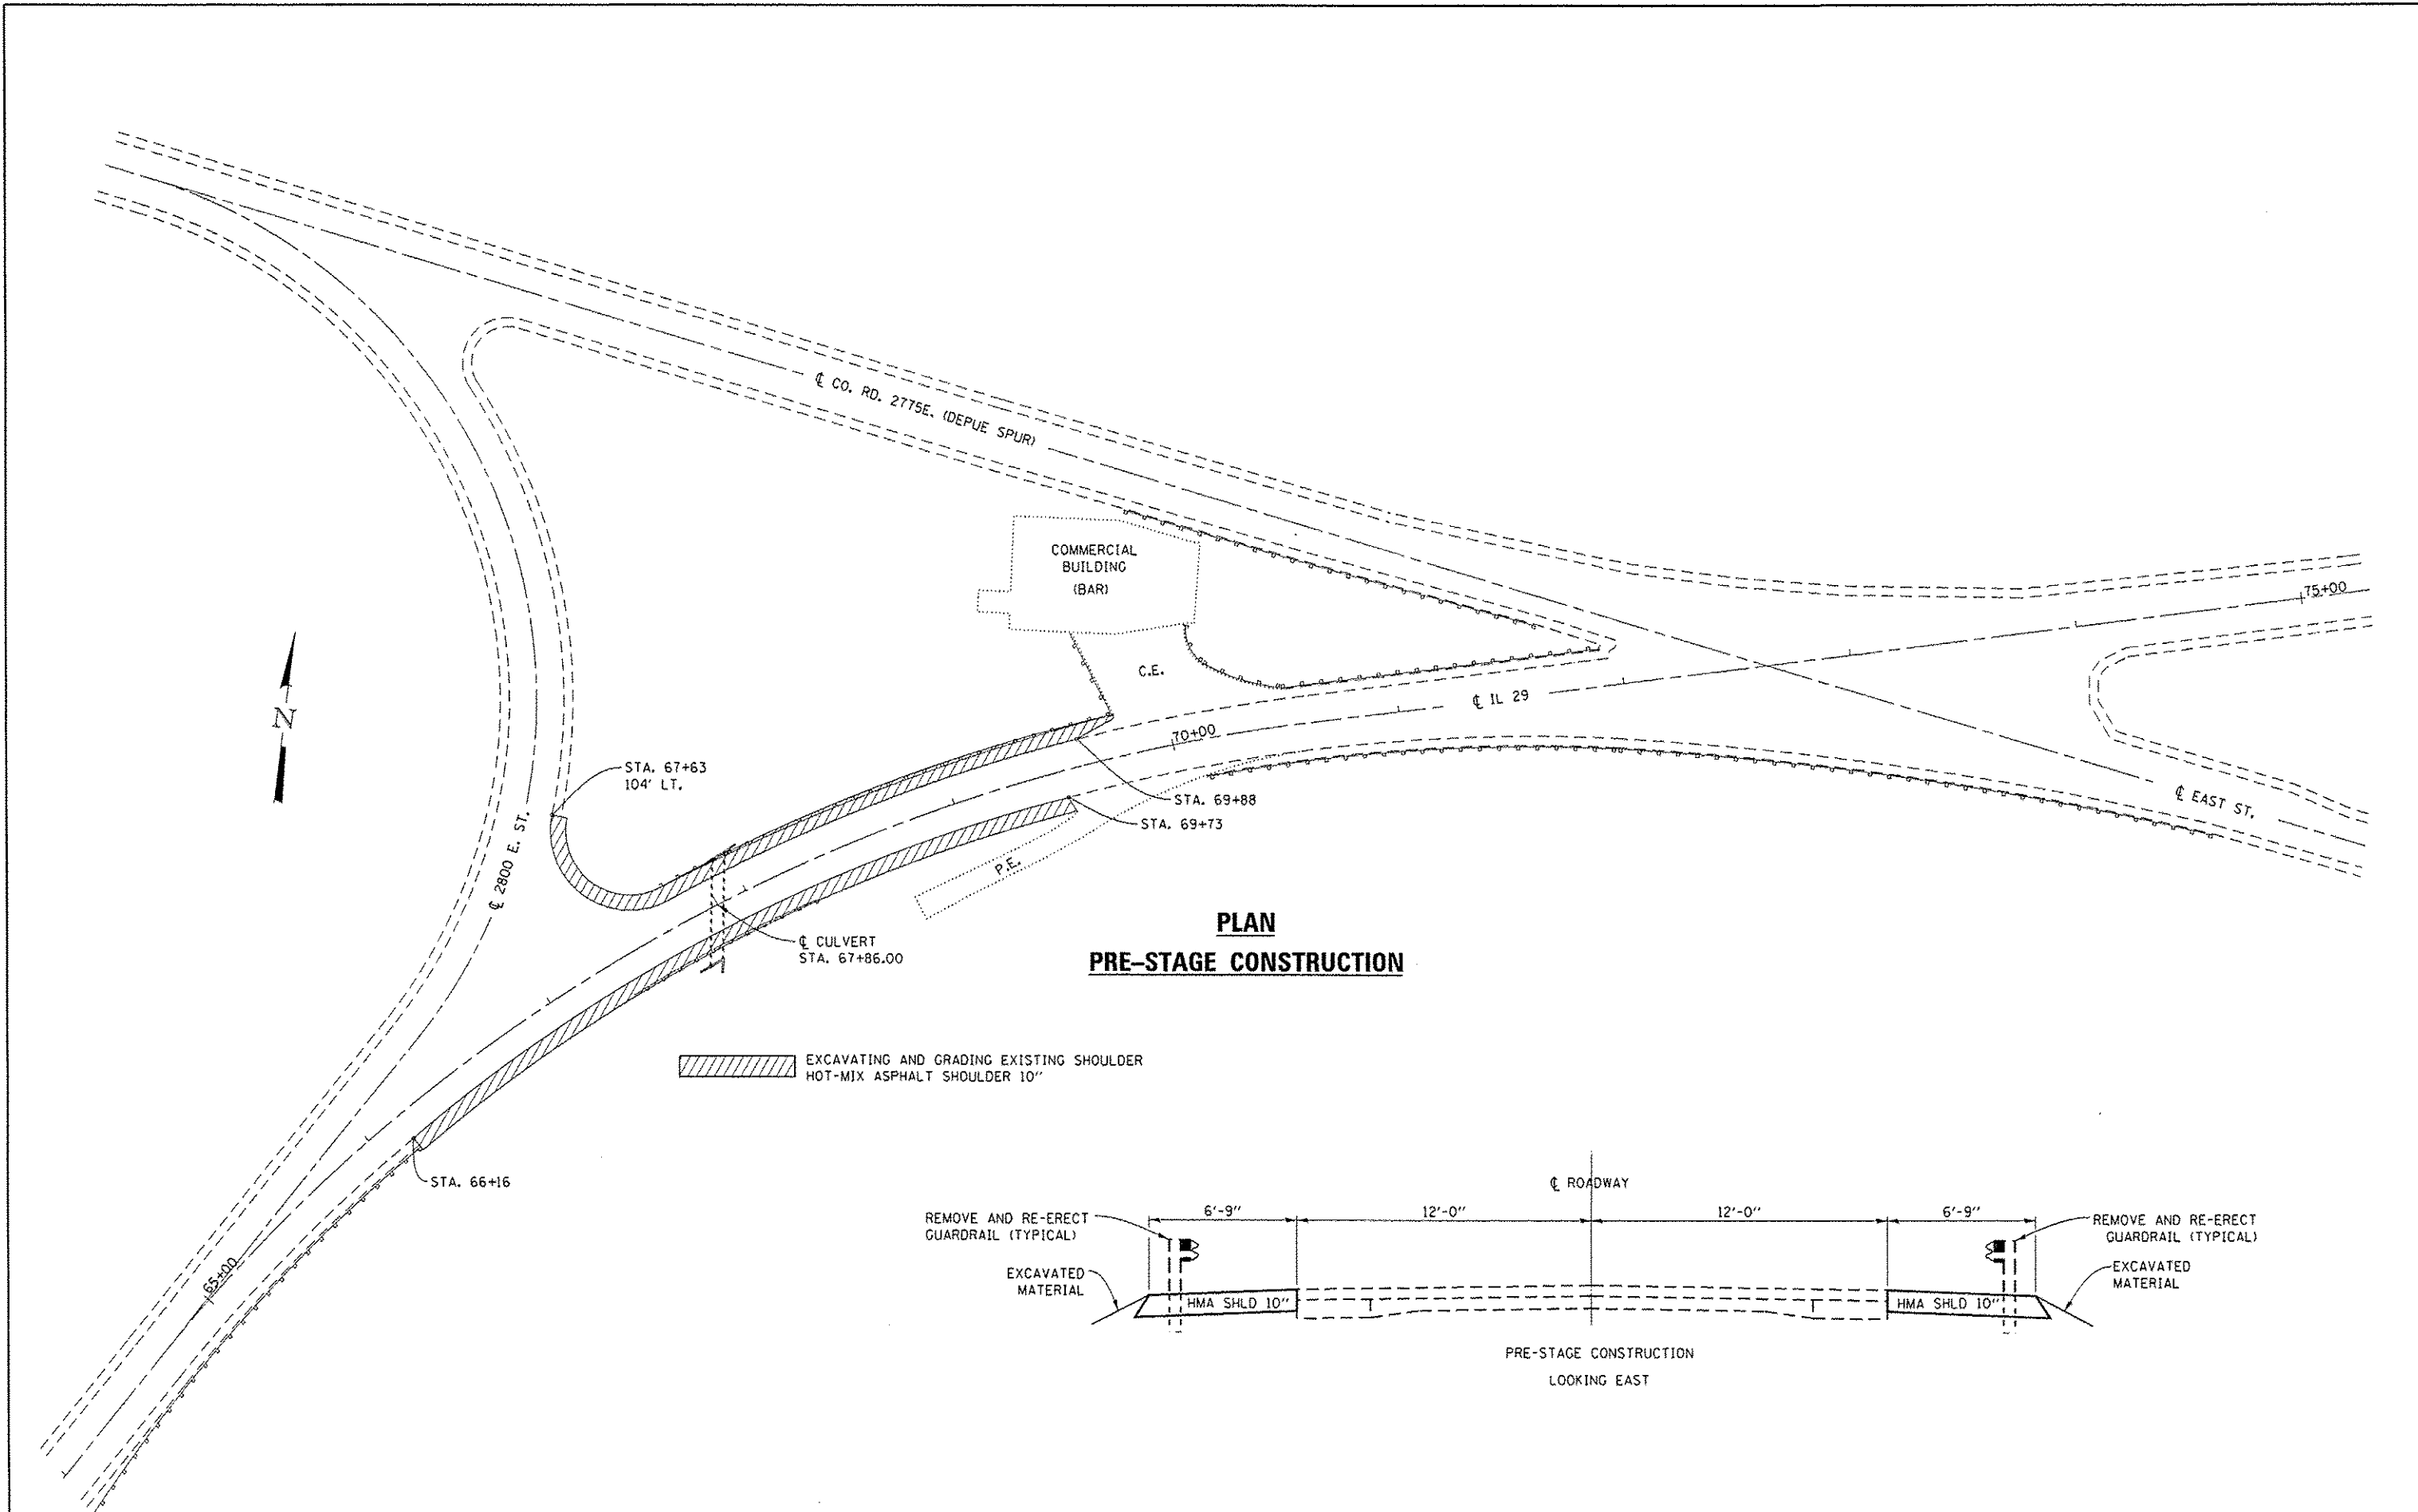 ℄ CO. RD. 2775E. (DEPUE SPUR)
COMMERCIAL
BUILDING
(BAR)
C.E.
75+00
℄ IL 29
70+00
N
STA. 67+63
104' LT.
STA. 69+88
STA. 69+73
℄ EAST ST.
℄ 2800 E. ST.
P.E.
℄ CULVERT
STA. 67+86.00
PLAN
PRE-STAGE CONSTRUCTION
EXCAVATING AND GRADING EXISTING SHOULDER
HOT-MIX ASPHALT SHOULDER 10"
STA. 66+16
65+00
℄ ROADWAY
6'-9"
12'-0"
12'-0"
6'-9"
REMOVE AND RE-ERECT
GUARDRAIL (TYPICAL)
REMOVE AND RE-ERECT
GUARDRAIL (TYPICAL)
EXCAVATED
MATERIAL
EXCAVATED
MATERIAL
HMA SHLD 10"
HMA SHLD 10"
PRE-STAGE CONSTRUCTION
LOOKING EAST